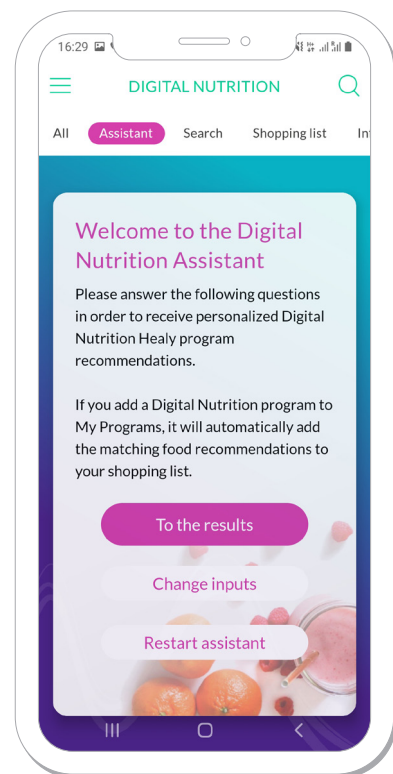 16:29
DIGITAL NUTRITION
All Assistant Search Shopping list
Welcome to the Digital
Nutrition Assistant
Please answer the following questions
in order to receive personalized Digital
Nutrition Healy program
recommendations.
If you add a Digital Nutrition program to
My Programs, it will automatically add
the matching food recommendations to
your shopping list.
To the results
Change inputs
Restart assistant